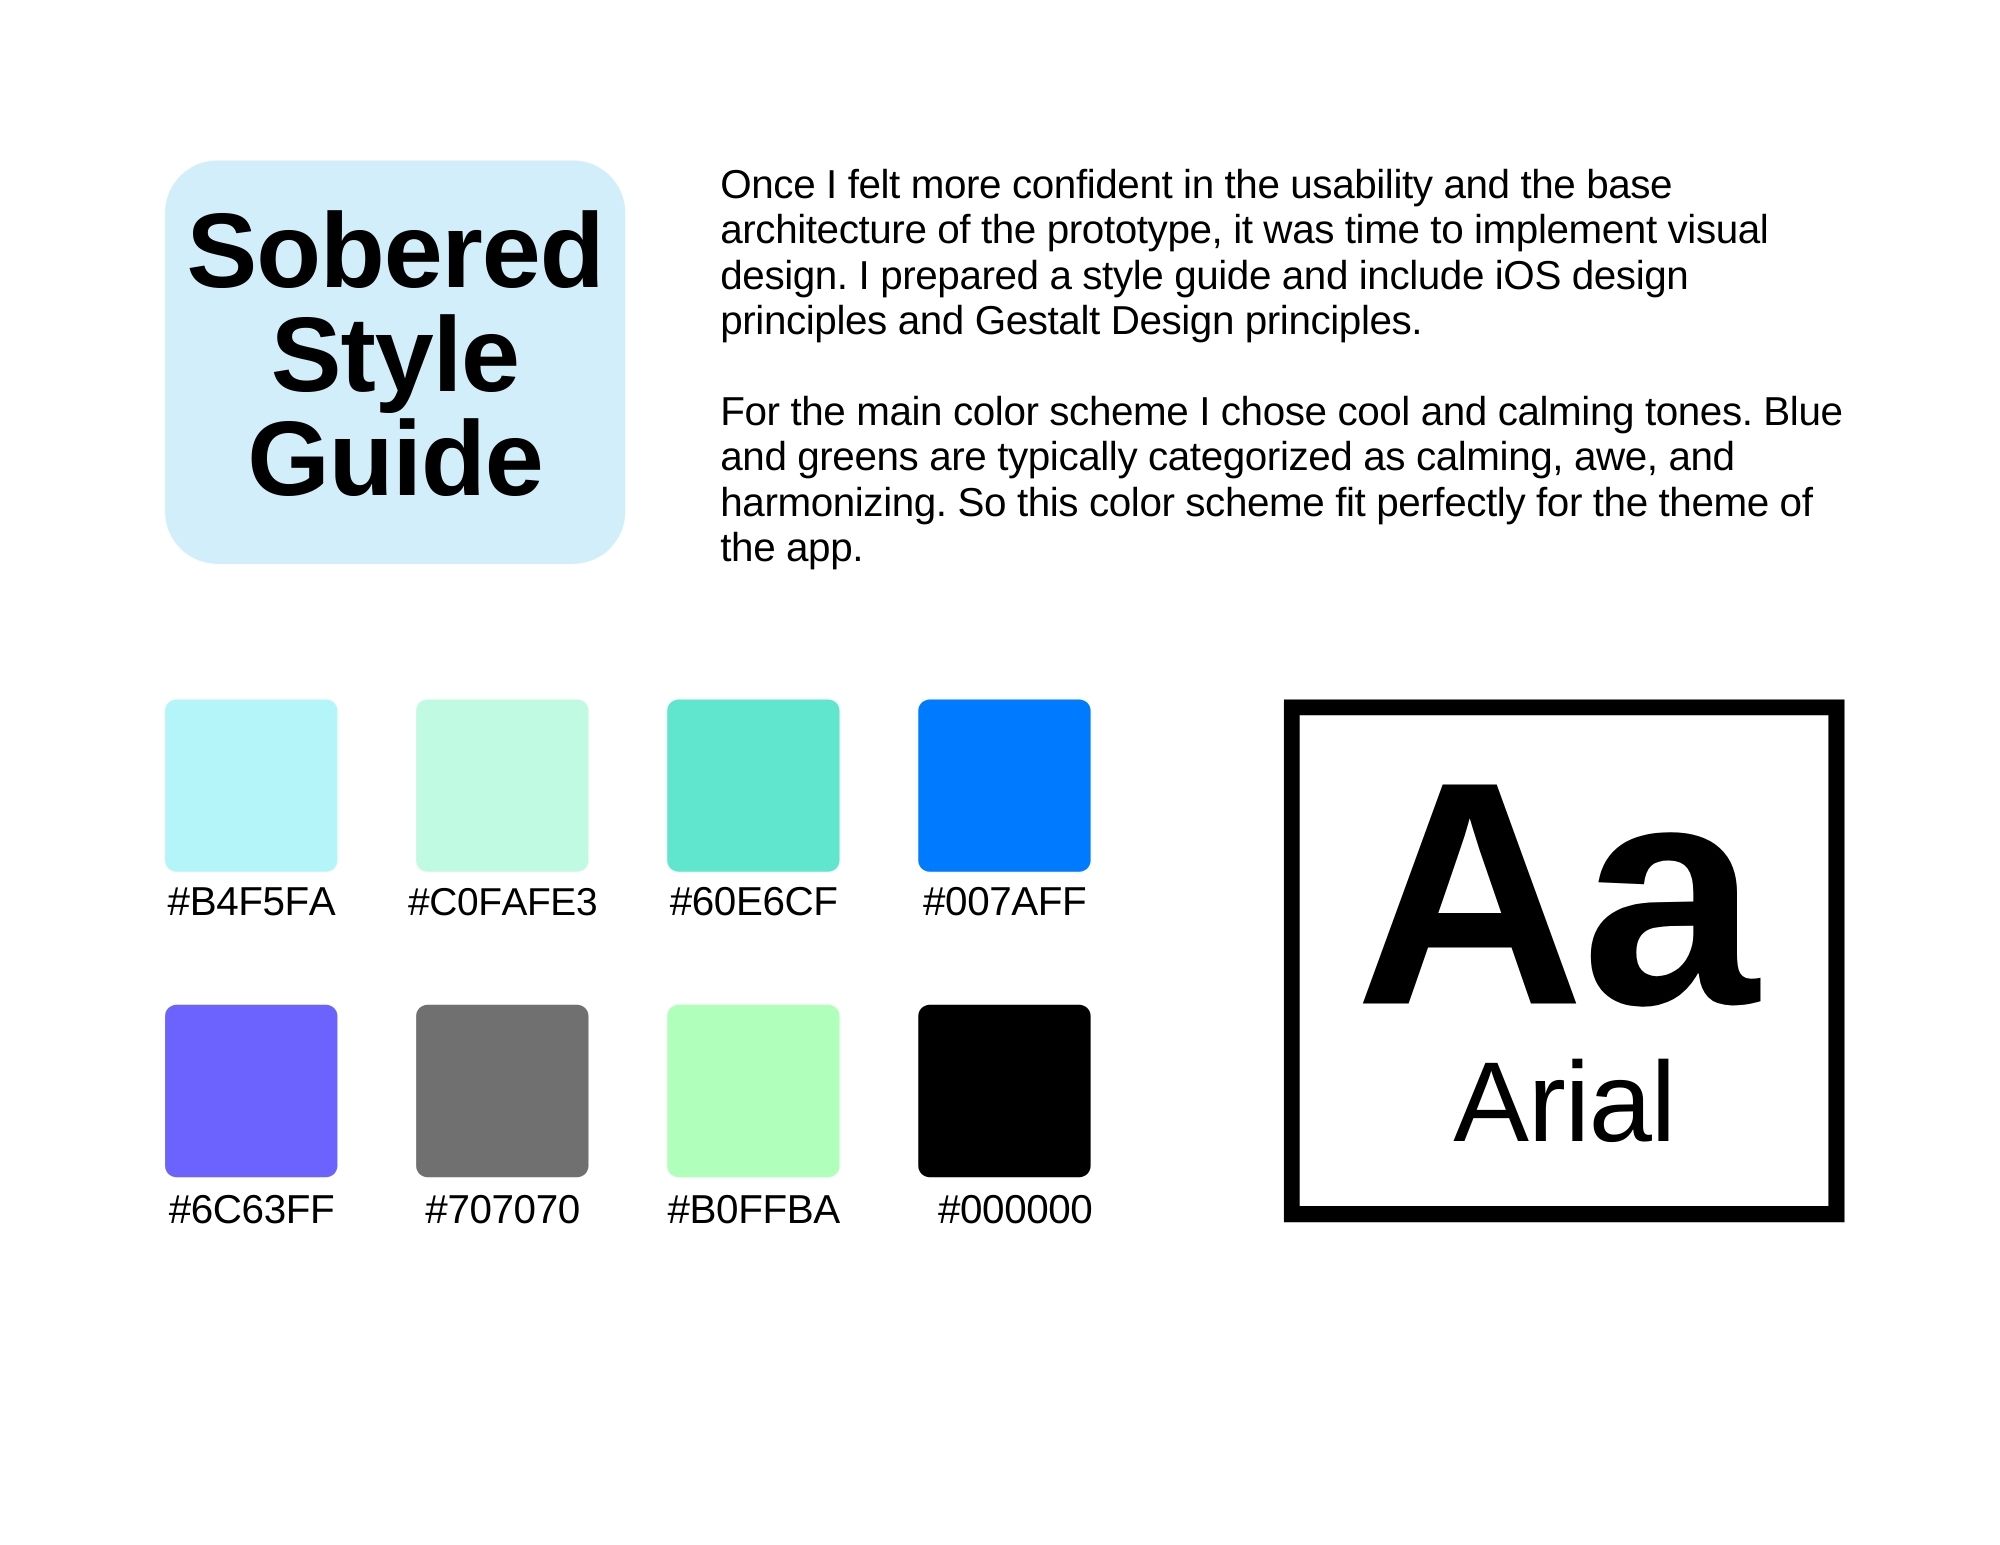 Sobered
Style
Guide
Once I felt more confident in the usability and the base
architecture of the prototype, it was time to implement visual
design. I prepared a style guide and include iOS design
principles and Gestalt Design principles.
For the main color scheme I chose cool and calming tones. Blue
and greens are typically categorized as calming, awe, and
harmonizing. So this color scheme fit perfectly for the theme of
the app.
#B4F5FA
#C0FAFE3
#60E6CF
#007AFF
#6C63FF
#707070
#B0FFBA
#000000
Aa
Arial